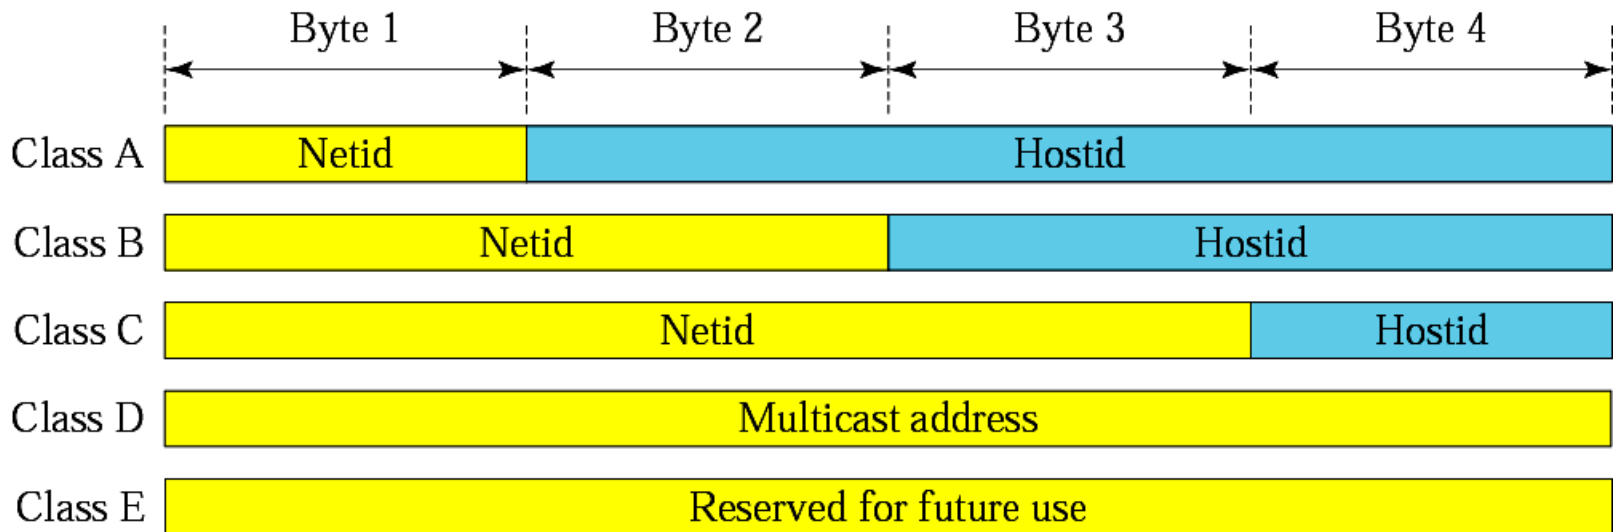 Byte 1 Byte 2 Byte 3 Byte 4
Class A Netid Hostid
Class B Netid Hostid
Class C Netid Hostid
Class D Multicast address
Class E Reserved for future use